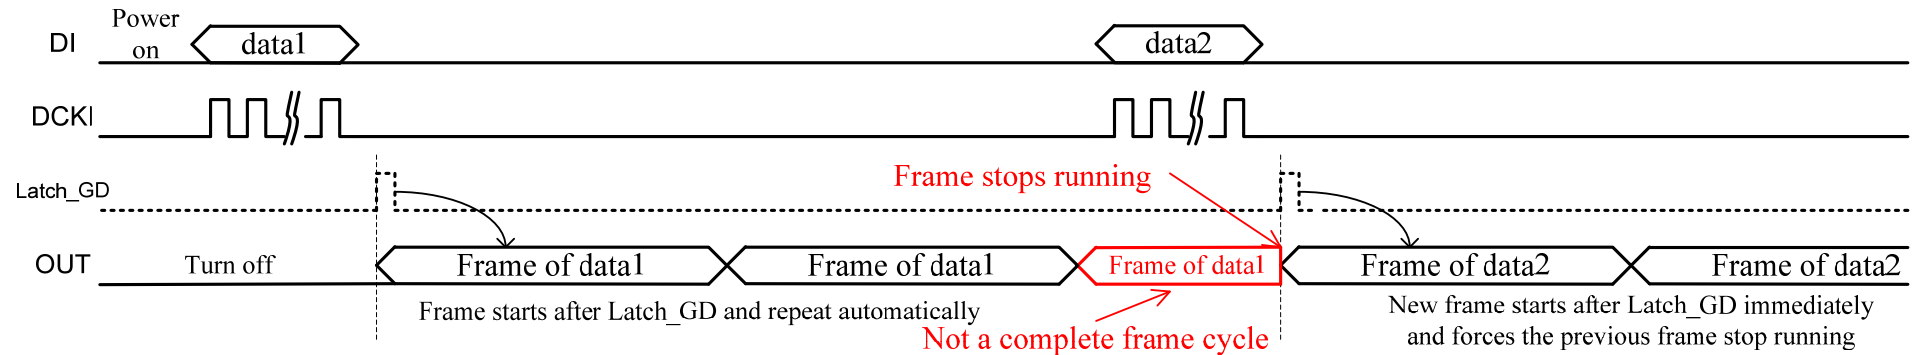 Power
on
DI
data1
data2
DCKI
Latch_GD
Frame stops running
OUT
Turn off
Frame of data1
Frame of data1
Frame of data1
Frame of data2
Frame of data2
Frame starts after Latch_GD and repeat automatically
Not a complete frame cycle
New frame starts after Latch_GD immediately
and forces the previous frame stop running